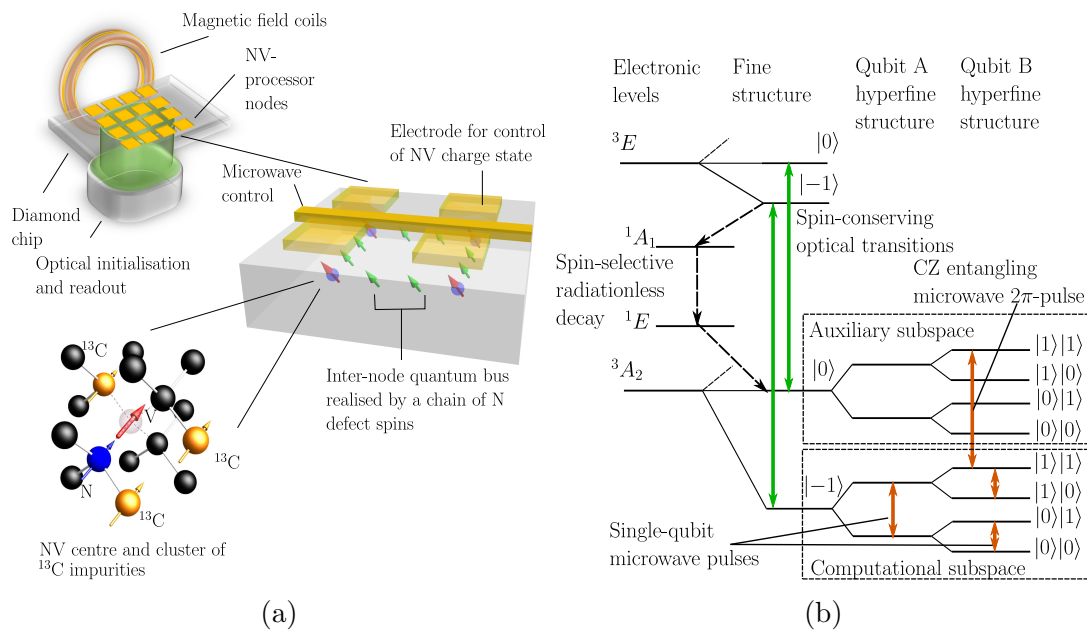 (a)
Magnetic field coils
NV-
processor
nodes
Electrode for control
of NV charge state
Microwave
control
Diamond
chip
Optical initialisation
and readout
¹³C
V
¹³C
N
¹³C
Inter-node quantum bus
realised by a chain of N
defect spins
NV centre and cluster of
¹³C impurities
(a)
(b)
Electronic
levels
Fine
structure
Qubit A
hyperfine
structure
Qubit B
hyperfine
structure
³E
|0⟩
|−1⟩
Spin-conserving
optical transitions
¹A₁
Spin-selective
radiationless
decay
¹E
CZ entangling
microwave 2π-pulse
Auxiliary subspace
³A₂
|0⟩
|1⟩|1⟩
|1⟩|0⟩
|0⟩|1⟩
|0⟩|0⟩
|−1⟩
|1⟩|1⟩
|1⟩|0⟩
|0⟩|1⟩
|0⟩|0⟩
Single-qubit
microwave pulses
Computational subspace
(b)